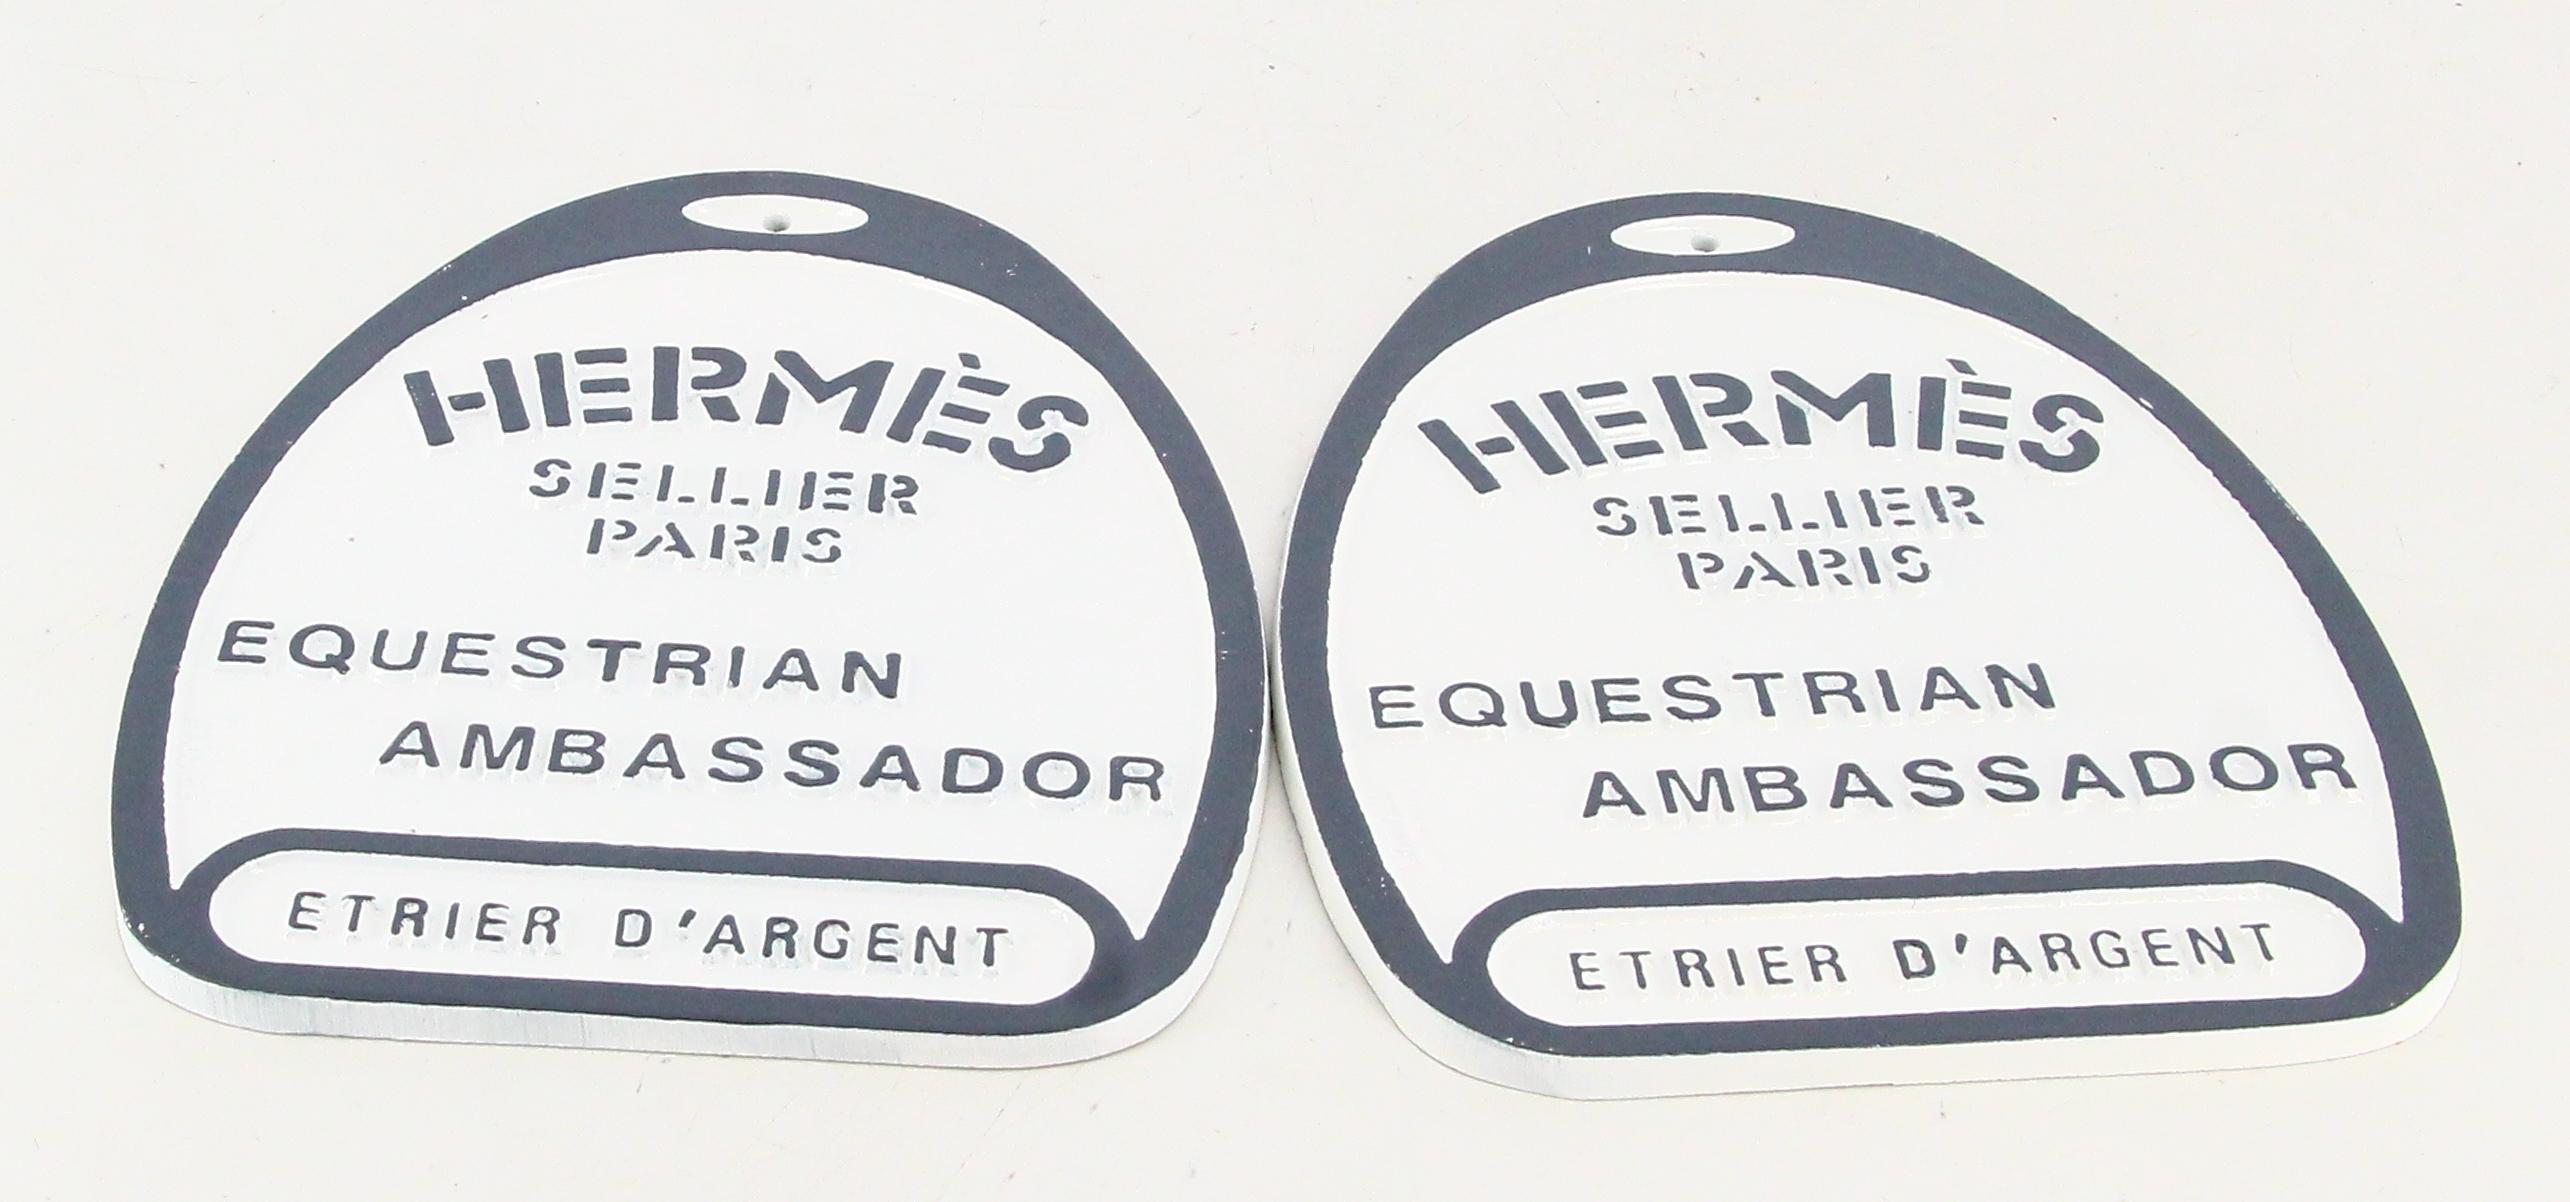 HERMÈS
SELLIER
PARIS
EQUESTRIAN
AMBASSADOR
ETRIER D'ARGENT
HERMÈS
SELLIER
PARIS
EQUESTRIAN
AMBASSADOR
ETRIER D'ARGENT